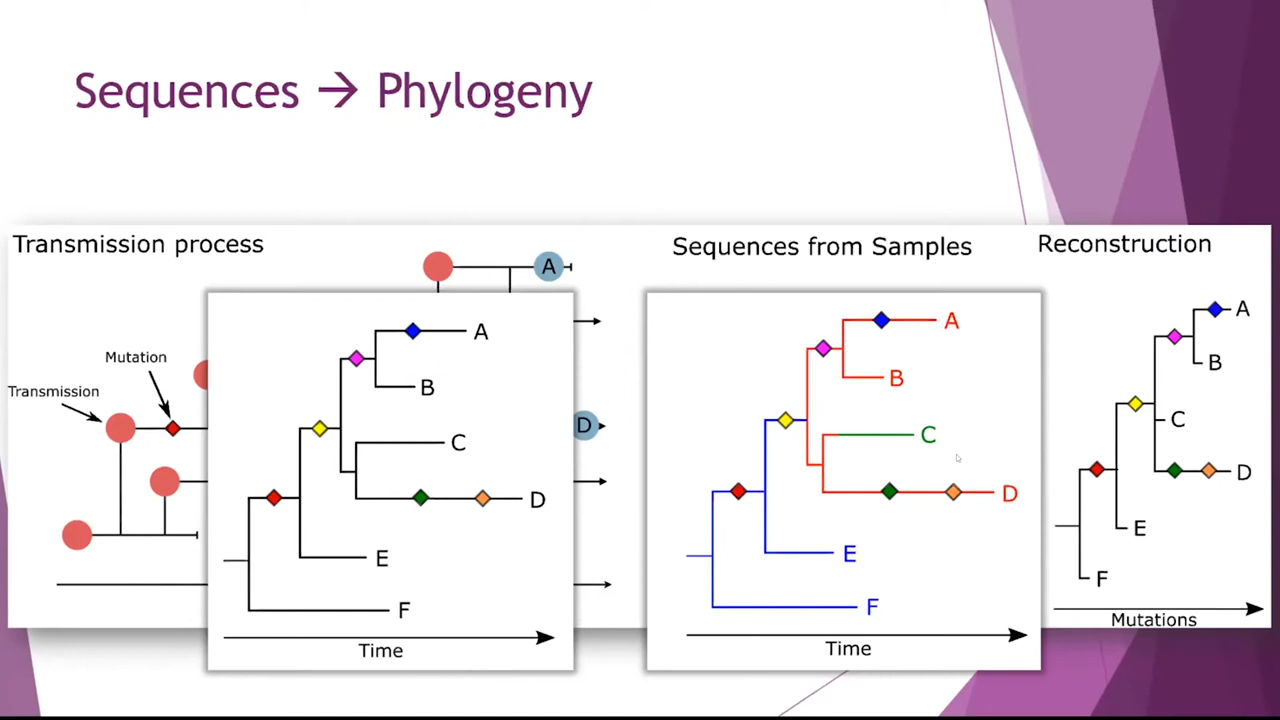 Sequences → Phylogeny
Transmission process
A
Mutation
Transmission
D
A
B
C
D
E
F
Time
Sequences from Samples
A
B
C
D
E
F
Time
Reconstruction
A
B
C
D
E
F
Mutations